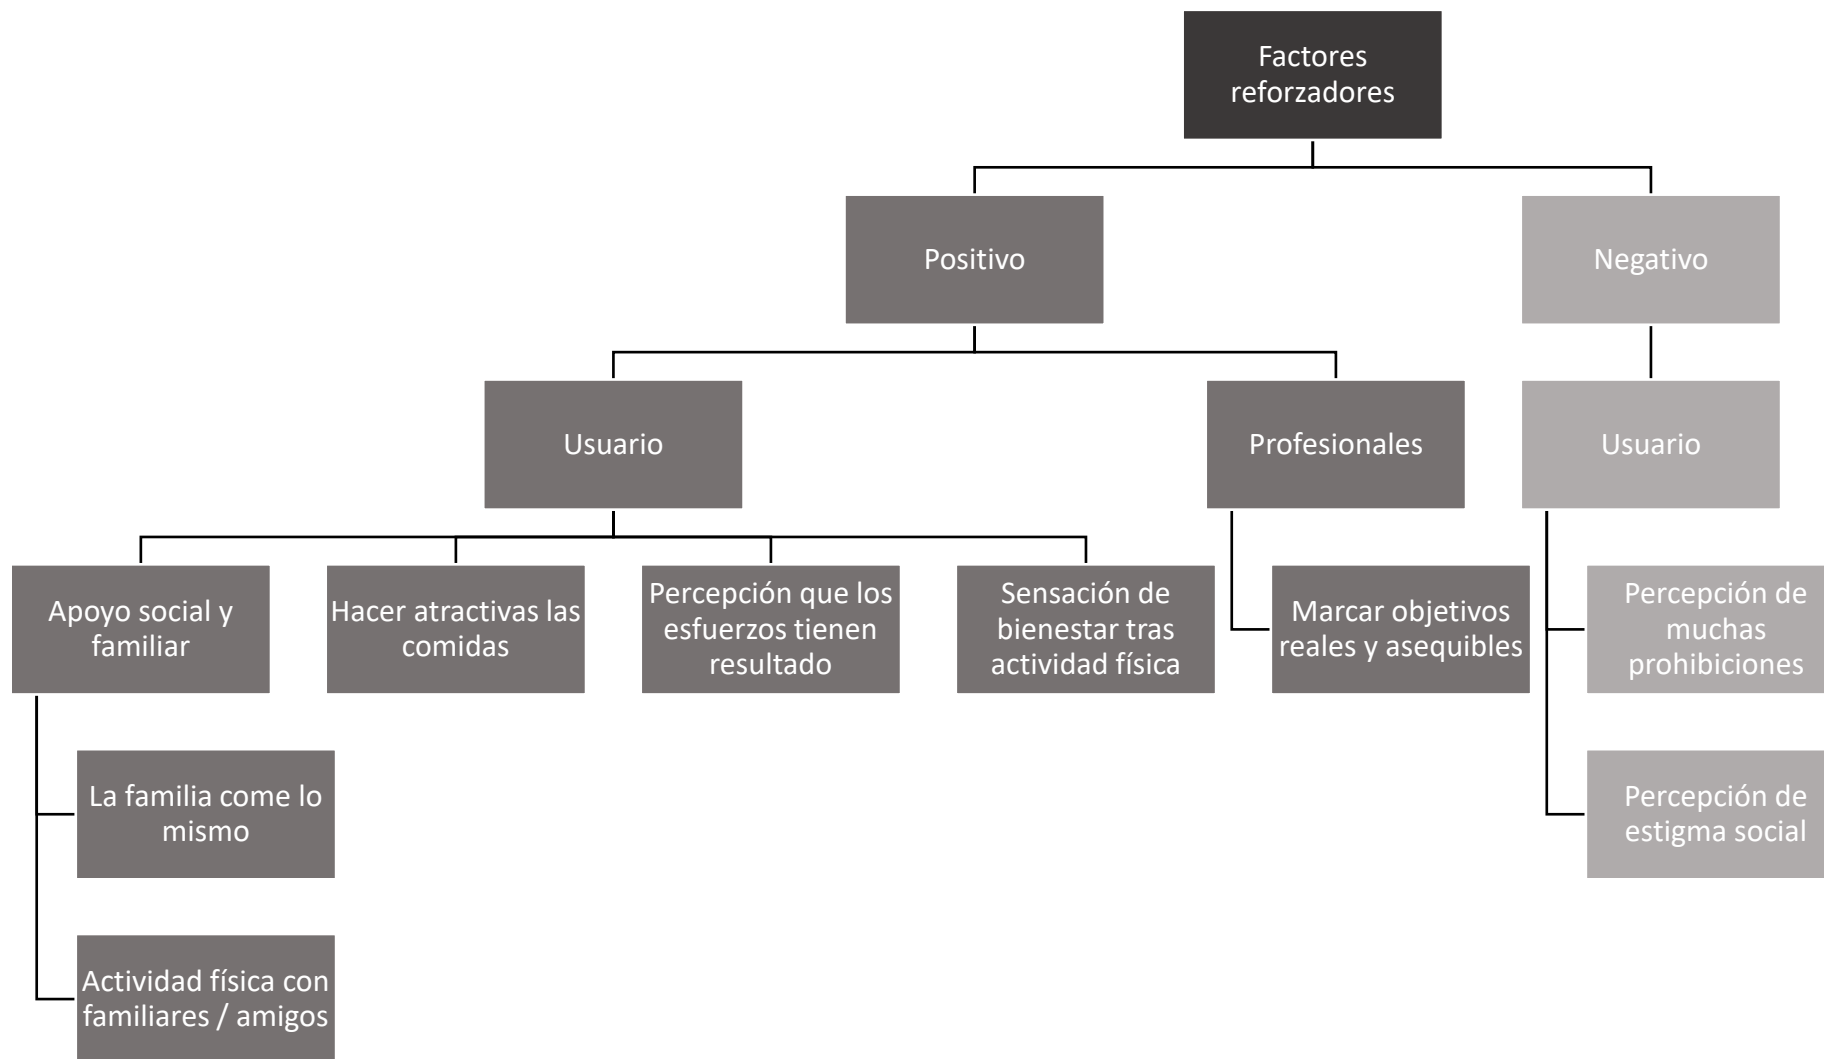 Factores
reforzadores
Positivo
Negativo
Usuario
Profesionales
Usuario
Apoyo social y
familiar
Hacer atractivas las
comidas
Percepción que los
esfuerzos tienen
resultado
Sensación de
bienestar tras
actividad física
Marcar objetivos
reales y asequibles
Percepción de
muchas
prohibiciones
La familia come lo
mismo
Percepción de
estigma social
Actividad física con
familiares / amigos